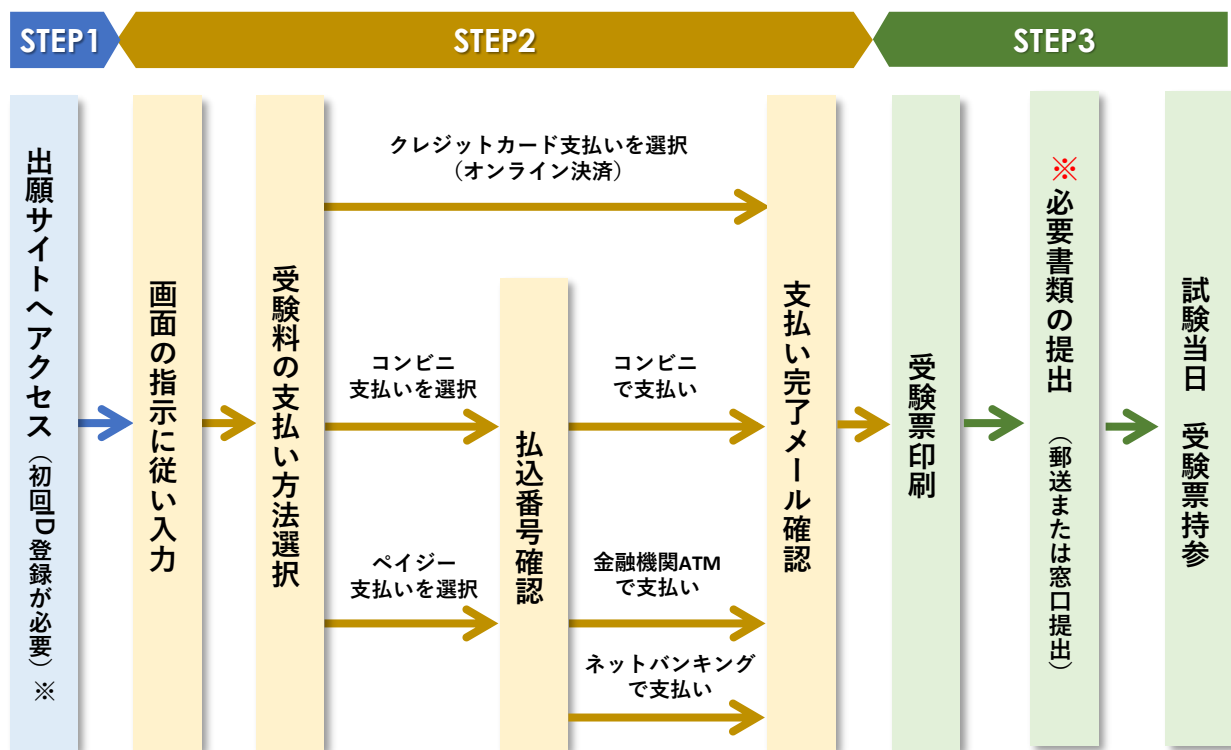 STEP1
STEP2
STEP3
出願サイトへアクセス（初回ID登録が必要）※
画面の指示に従い入力
受験料の支払い方法選択
クレジットカード支払いを選択
（オンライン決済）
コンビニ
支払いを選択
ペイジー
支払いを選択
払込番号確認
コンビニ
で支払い
金融機関ATM
で支払い
ネットバンキング
で支払い
支払い完了メール確認
受験票印刷
※必要書類の提出（郵送または窓口提出）
試験当日　受験票持参